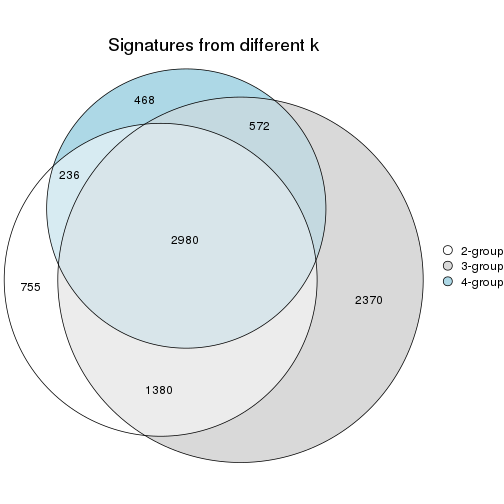 Signatures from different k
468
572
236
2980
755
2370
1380
2-group
3-group
4-group